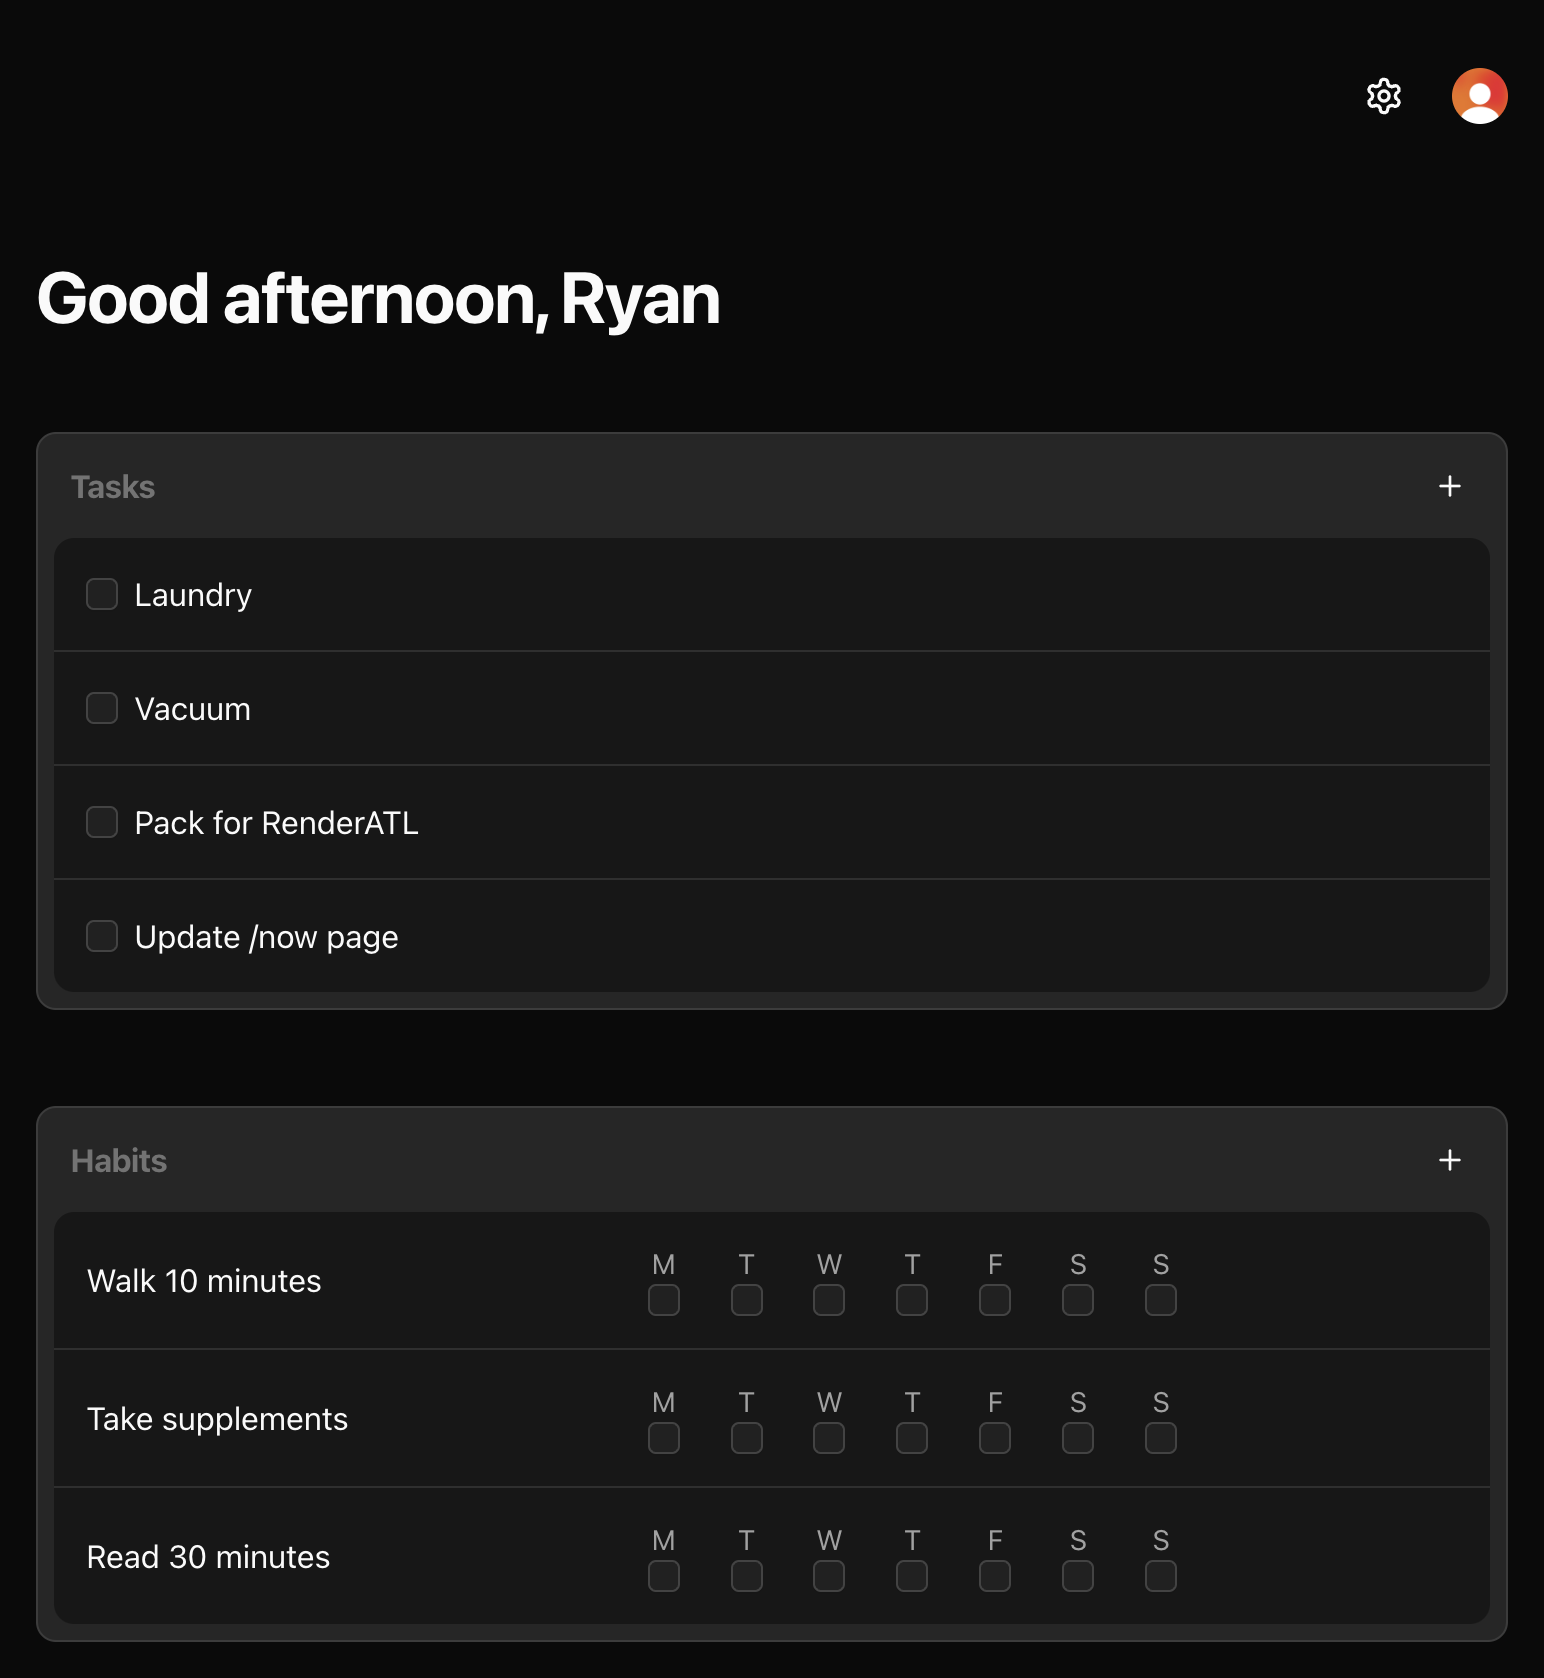 Good afternoon, Ryan
Tasks
Laundry
Vacuum
Pack for RenderATL
Update /now page
Habits
Walk 10 minutes M T W T F S S
Take supplements M T W T F S S
Read 30 minutes M T W T F S S